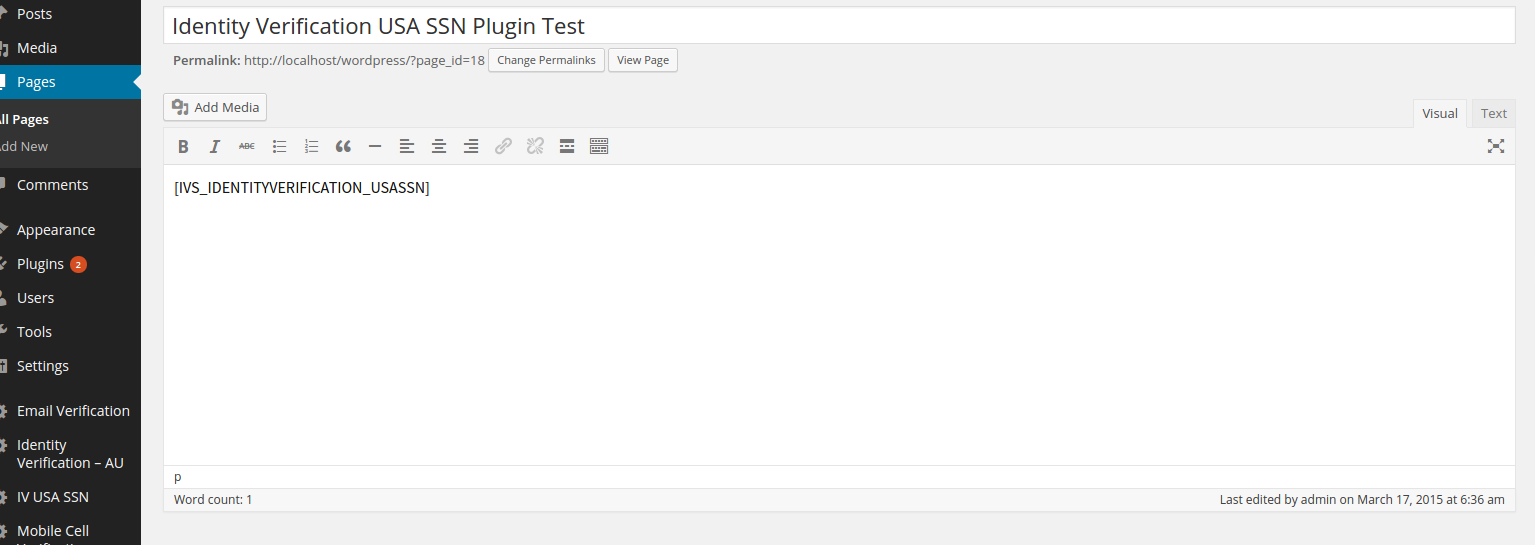 Posts
Media
Pages
ll Pages
dd New
Comments
Appearance
Plugins 2
Users
Tools
Settings
Email Verification
Identity
Verification – AU
IV USA SSN
Mobile Cell
Identity Verification USA SSN Plugin Test
Permalink: http://localhost/wordpress/?page_id=18 Change Permalinks View Page
Add Media
Visual Text
B I ABC
[IVS_IDENTITYVERIFICATION_USASSN]
p
Word count: 1 Last edited by admin on March 17, 2015 at 6:36 am